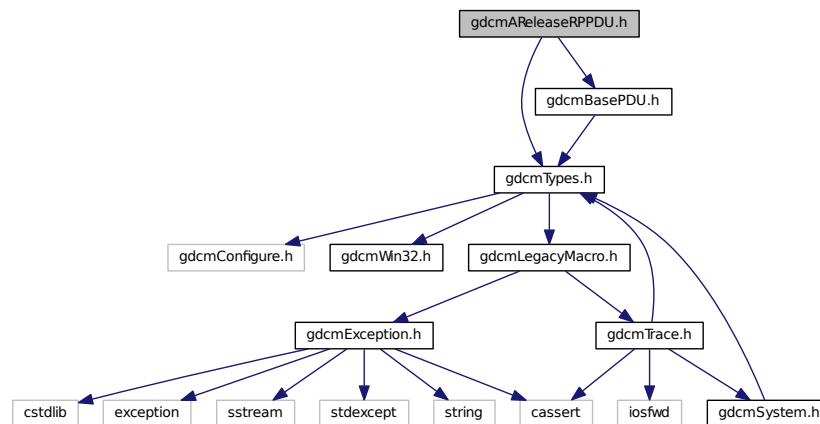 gdcmAReleaseRPPDU.h
gdcmBasePDU.h
gdcmTypes.h
gdcmConfigure.h
gdcmWin32.h
gdcmLegacyMacro.h
gdcmException.h
gdcmTrace.h
cstdlib
exception
sstream
stdexcept
string
cassert
iosfwd
gdcmSystem.h